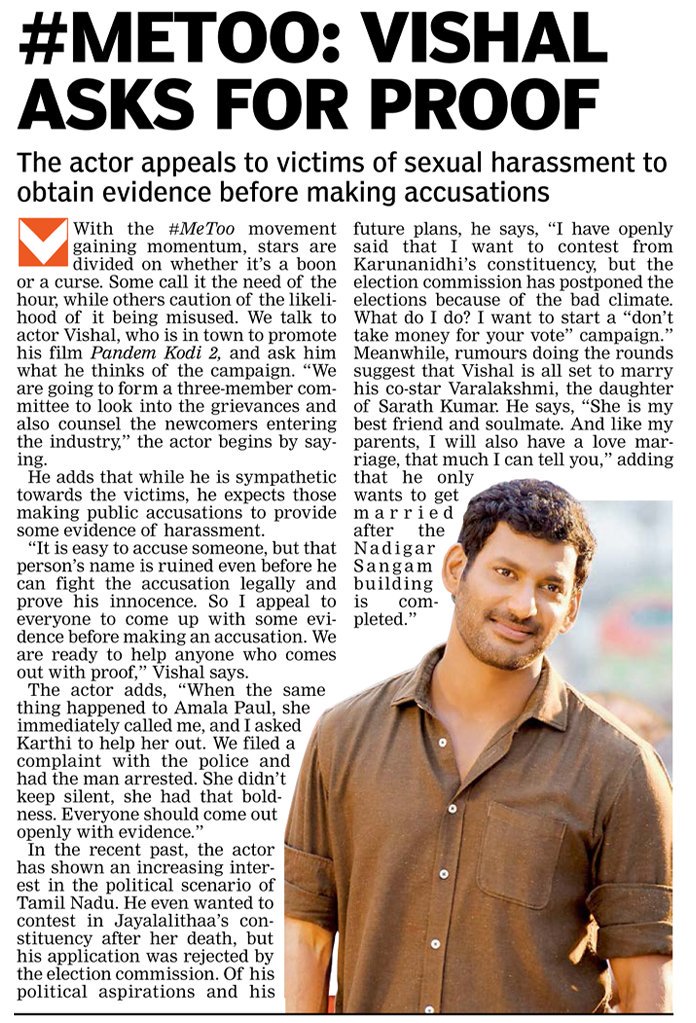 #METOO: VISHAL
ASKS FOR PROOF
The actor appeals to victims of sexual harassment to
obtain evidence before making accusations
With the #MeToo movement
gaining momentum, stars are
divided on whether it's a boon
or a curse. Some call it the need of the
hour, while others caution of the likeli-
hood of it being misused. We talk to
actor Vishal, who is in town to promote
his film Pandem Kodi 2, and ask him
what he thinks of the campaign. "We
are going to form a three-member com-
mittee to look into the grievances and
also counsel the newcomers entering
the industry," the actor begins by say-
ing.
He adds that while he is sympathetic
towards the victims, he expects those
making public accusations to provide
some evidence of harassment.
"It is easy to accuse someone, but that
person's name is ruined even before he
can fight the accusation legally and
prove his innocence. So I appeal to
everyone to come up with some evi-
dence before making an accusation. We
are ready to help anyone who comes
out with proof," Vishal says.
The actor adds, "When the same
thing happened to Amala Paul, she
immediately called me, and I asked
Karthi to help her out. We filed a
complaint with the police and
had the man arrested. She didn't
keep silent, she had that bold-
ness. Everyone should come out
openly with evidence."
In the recent past, the actor
has shown an increasing inter-
est in the political scenario of
Tamil Nadu. He even wanted to
contest in Jayalalithaa's con-
stituency after her death, but
his application was rejected by
the election commission. Of his
political aspirations and his
future plans, he says, "I have openly
said that I want to contest from
Karunanidhi's constituency, but the
election commission has postponed the
elections because of the bad climate.
What do I do? I want to start a "don't
take money for your vote" campaign."
Meanwhile, rumours doing the rounds
suggest that Vishal is all set to marry
his co-star Varalakshmi, the daughter
of Sarath Kumar. He says, "She is my
best friend and soulmate. And like my
parents, I will also have a love mar-
riage, that much I can tell you," adding
that he only
wants to get
married
after the
Nadigar
Sangam
building
is com-
pleted."